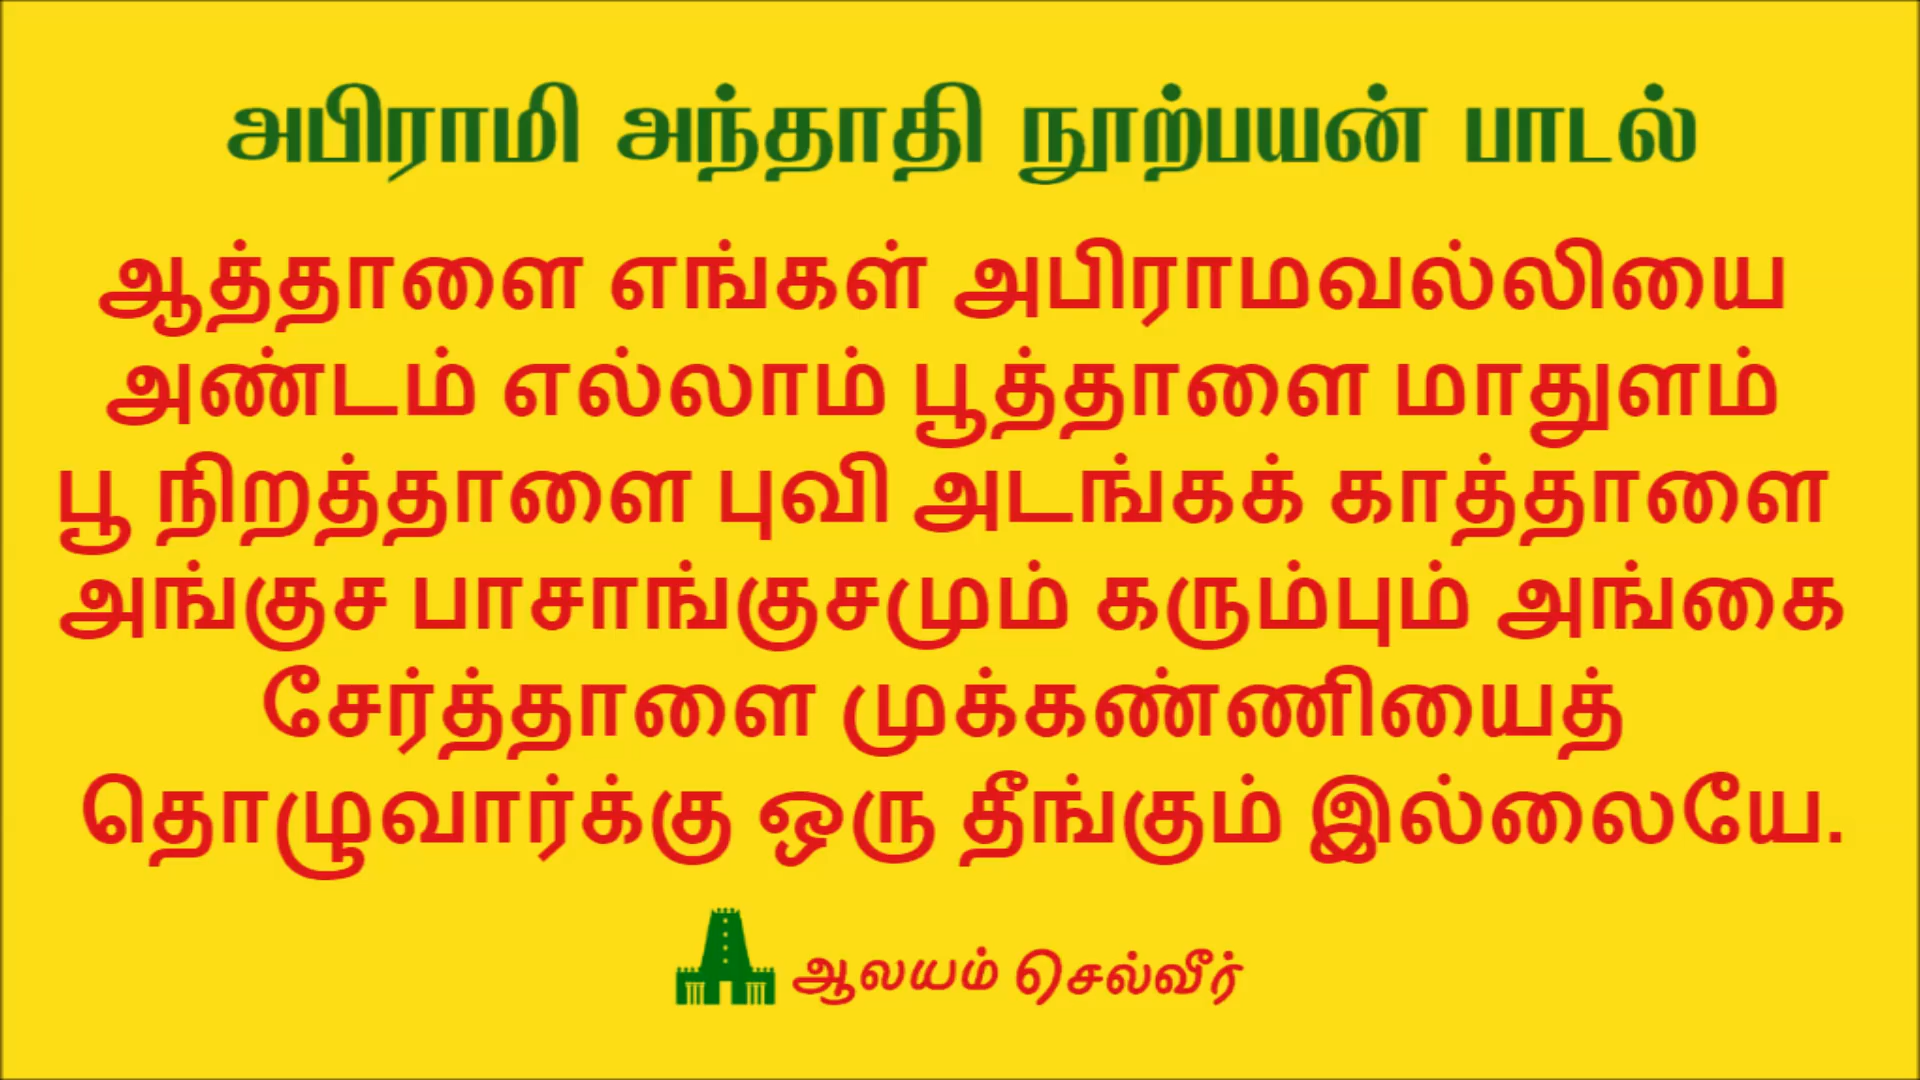 அபிராமி அந்தாதி நூற்பயன் பாடல்
ஆத்தாளை எங்கள் அபிராமவல்லியை
அண்டம் எல்லாம் பூத்தாளை மாதுளம்
பூ நிறத்தாளை புவி அடங்கக் காத்தாளை
அங்குச பாசாங்குசமும் கரும்பும் அங்கை
சேர்த்தாளை முக்கண்ணியைத்
தொழுவார்க்கு ஒரு தீங்கும் இல்லையே.
ஆலயம் செல்வீர்